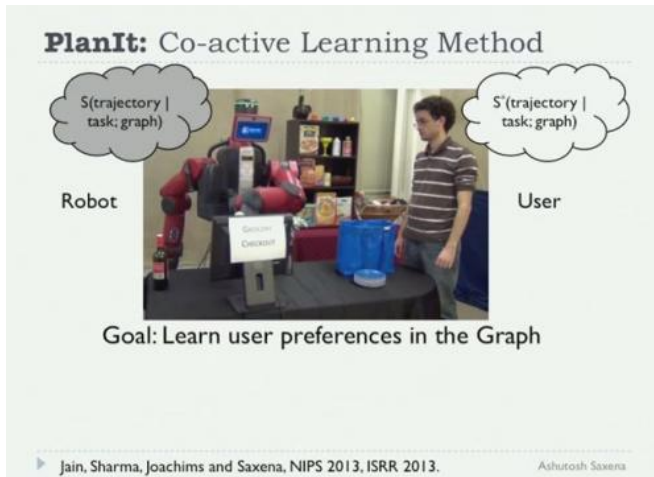 PlanIt: Co-active Learning Method
S(trajectory |
task; graph)
S*(trajectory |
task; graph)
Robot
User
GROCERY
CHECKOUT
Goal: Learn user preferences in the Graph
Jain, Sharma, Joachims and Saxena, NIPS 2013, ISRR 2013.
Ashutosh Saxena